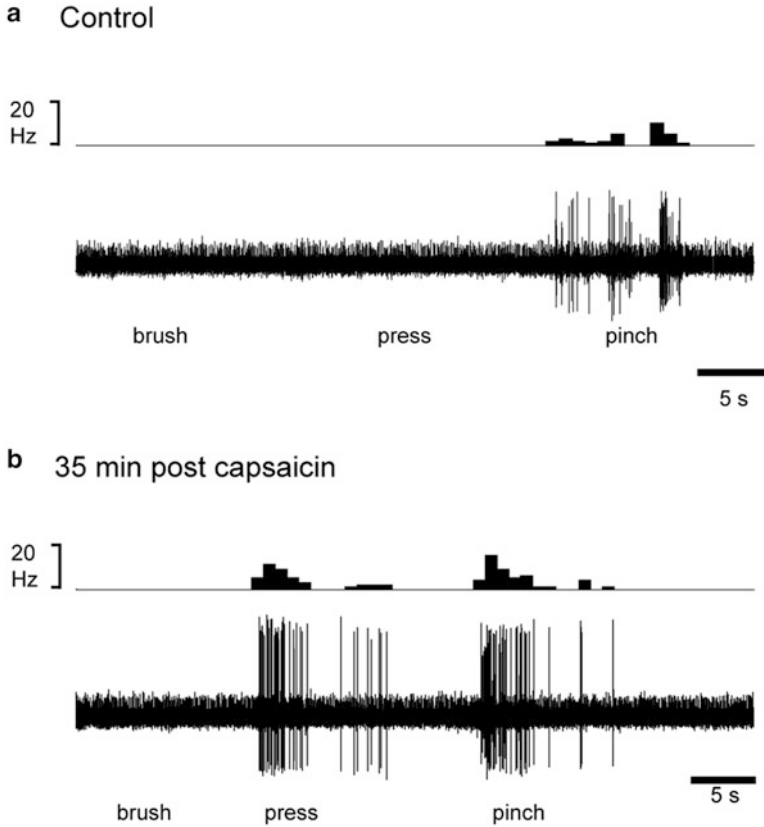 a Control
20
Hz
brush press pinch
5 s
b 35 min post capsaicin
20
Hz
5 s
brush press pinch